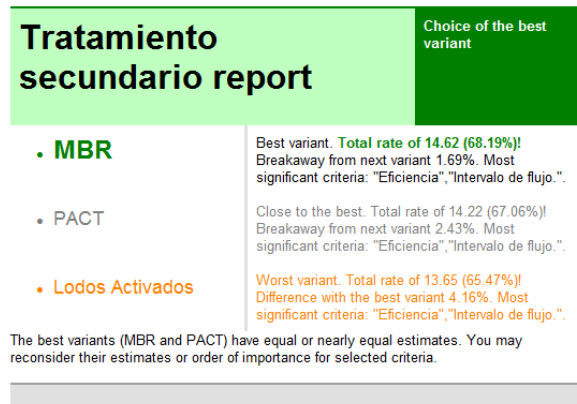 Tratamiento
secundario report
Choice of the best
variant
• MBR
Best variant. Total rate of 14.62 (68.19%)!
Breakaway from next variant 1.69%. Most
significant criteria: "Eficiencia","Intervalo de flujo.".
• PACT
Close to the best. Total rate of 14.22 (67.06%)!
Breakaway from next variant 2.43%. Most
significant criteria: "Eficiencia","Intervalo de flujo.".
• Lodos Activados
Worst variant. Total rate of 13.65 (65.47%)!
Difference with the best variant 4.16%. Most
significant criteria: "Eficiencia","Intervalo de flujo.".
The best variants (MBR and PACT) have equal or nearly equal estimates. You may
reconsider their estimates or order of importance for selected criteria.